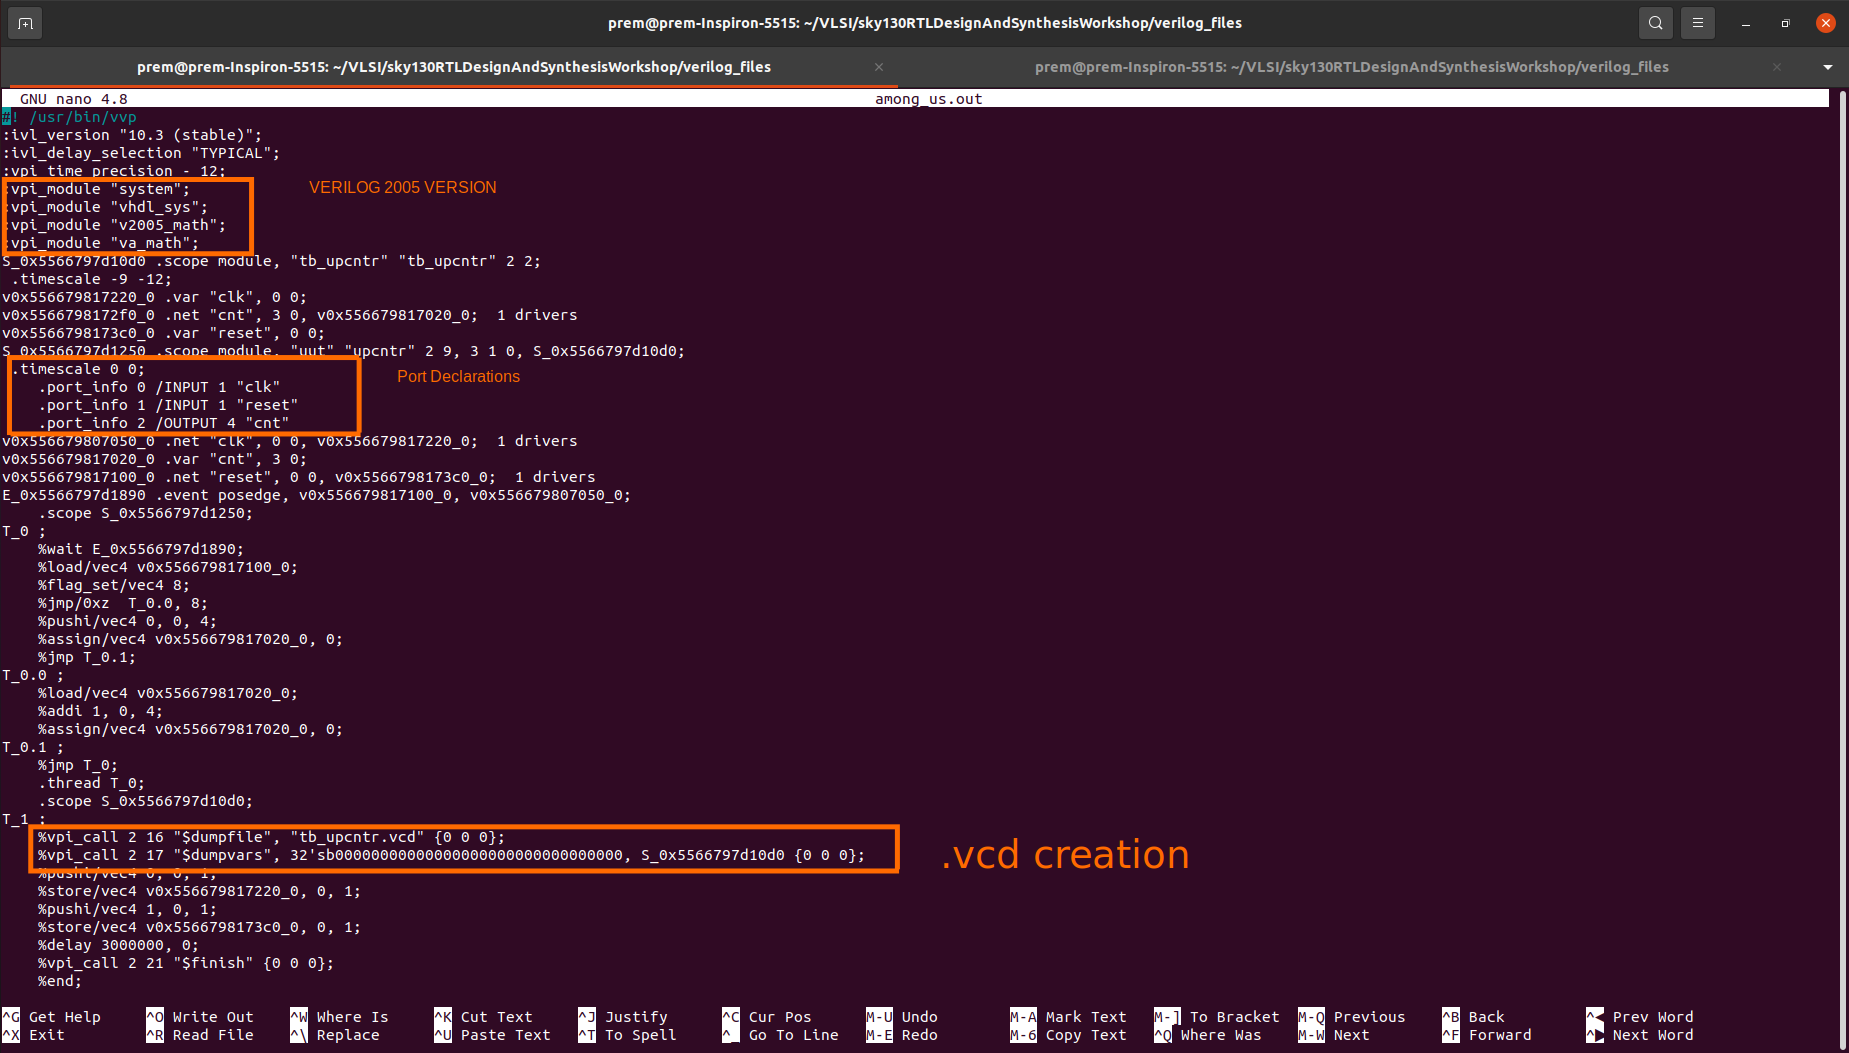 prem@prem-Inspiron-5515: ~/VLSI/sky130RTLDesignAndSynthesisWorkshop/verilog_files
prem@prem-Inspiron-5515: ~/VLSI/sky130RTLDesignAndSynthesisWorkshop/verilog_files × prem@prem-Inspiron-5515: ~/VLSI/sky130RTLDesignAndSynthesisWorkshop/verilog_files ×
GNU nano 4.8 among_us.out
#! /usr/bin/vvp
:ivl_version "10.3 (stable)";
:ivl_delay_selection "TYPICAL";
:vpi_time_precision - 12;
:vpi_module "system"; VERILOG 2005 VERSION
:vpi_module "vhdl_sys";
:vpi_module "v2005_math";
:vpi_module "va_math";
S_0x5566797d10d0 .scope module, "tb_upcntr" "tb_upcntr" 2 2;
.timescale -9 -12;
v0x556679817220_0 .var "clk", 0 0;
v0x5566798172f0_0 .net "cnt", 3 0, v0x556679817020_0;  1 drivers
v0x5566798173c0_0 .var "reset", 0 0;
S_0x5566797d1250 .scope module, "uut" "upcntr" 2 9, 3 1 0, S_0x5566797d10d0;
.timescale 0 0; Port Declarations
.port_info 0 /INPUT 1 "clk"
.port_info 1 /INPUT 1 "reset"
.port_info 2 /OUTPUT 4 "cnt"
v0x556679807050_0 .net "clk", 0 0, v0x556679817220_0;  1 drivers
v0x556679817020_0 .var "cnt", 3 0;
v0x556679817100_0 .net "reset", 0 0, v0x5566798173c0_0;  1 drivers
E_0x5566797d1890 .event posedge, v0x556679817100_0, v0x556679807050_0;
.scope S_0x5566797d1250;
T_0 ;
%wait E_0x5566797d1890;
%load/vec4 v0x556679817100_0;
%flag_set/vec4 8;
%jmp/0xz  T_0.0, 8;
%pushi/vec4 0, 0, 4;
%assign/vec4 v0x556679817020_0, 0;
%jmp T_0.1;
T_0.0 ;
%load/vec4 v0x556679817020_0;
%addi 1, 0, 4;
%assign/vec4 v0x556679817020_0, 0;
T_0.1 ;
%jmp T_0;
.thread T_0;
.scope S_0x5566797d10d0;
T_1 ;
%vpi_call 2 16 "$dumpfile", "tb_upcntr.vcd" {0 0 0};
%vpi_call 2 17 "$dumpvars", 32'sb00000000000000000000000000000000, S_0x5566797d10d0 {0 0 0}; .vcd creation
%pushi/vec4 0, 0, 1;
%store/vec4 v0x556679817220_0, 0, 1;
%pushi/vec4 1, 0, 1;
%store/vec4 v0x5566798173c0_0, 0, 1;
%delay 3000000, 0;
%vpi_call 2 21 "$finish" {0 0 0};
%end;
^G Get Help ^O Write Out ^W Where Is ^K Cut Text ^J Justify ^C Cur Pos M-U Undo M-A Mark Text M-] To Bracket M-Q Previous ^B Back ^◀ Prev Word
^X Exit ^R Read File ^\ Replace ^U Paste Text ^T To Spell ^_ Go To Line M-E Redo M-6 Copy Text ^Q Where Was M-W Next ^F Forward ^▶ Next Word